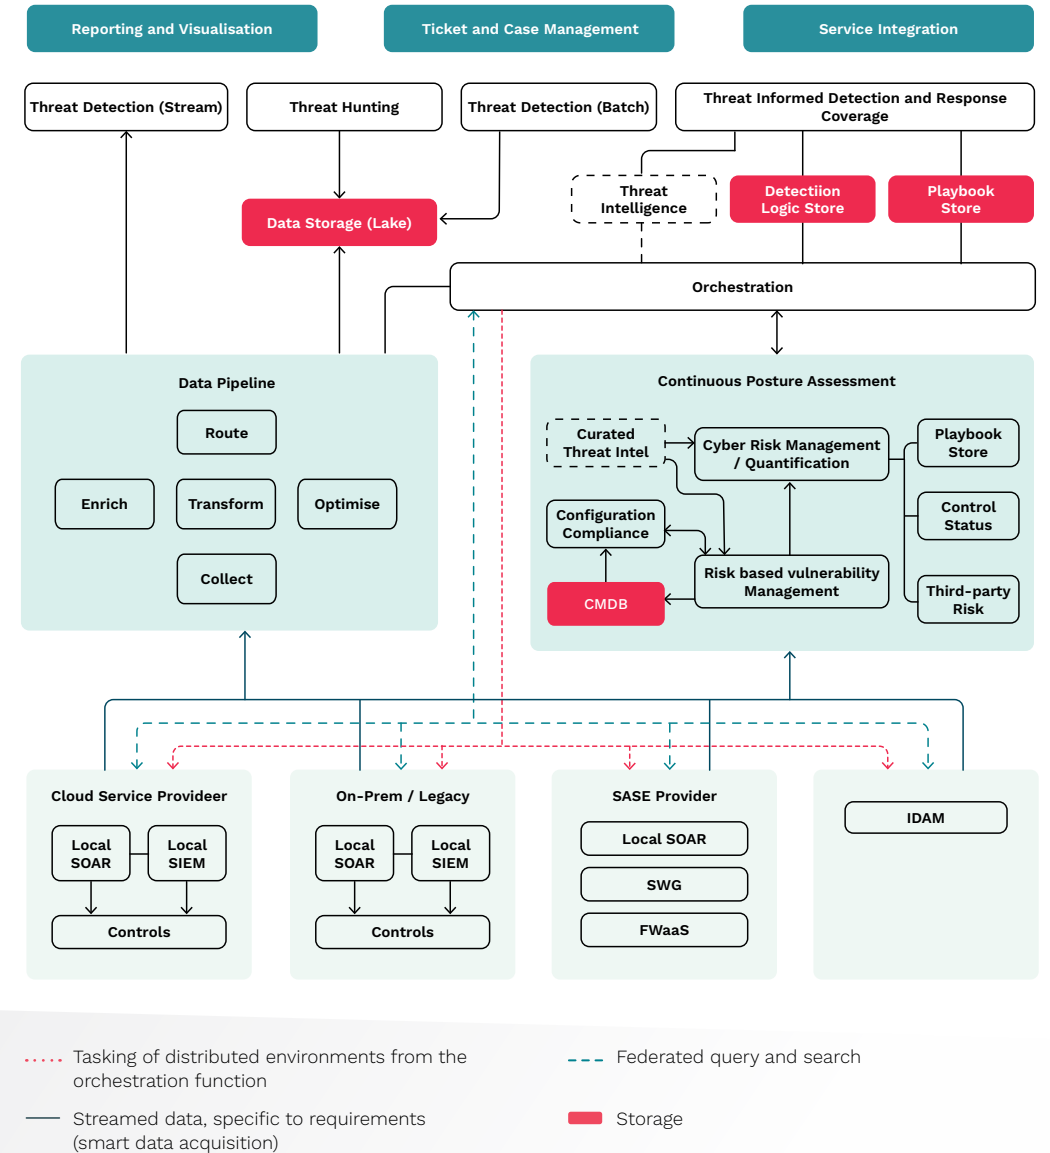 Reporting and Visualisation
Ticket and Case Management
Service Integration
Threat Detection (Stream)
Threat Hunting
Threat Detection (Batch)
Threat Informed Detection and Response
Coverage
Threat
Intelligence
Detectiion
Logic Store
Playbook
Store
Data Storage (Lake)
Orchestration
Data Pipeline
Route
Enrich
Transform
Optimise
Collect
Continuous Posture Assessment
Curated
Threat Intel
Cyber Risk Management
/ Quantification
Playbook
Store
Configuration
Compliance
Control
Status
CMDB
Risk based vulnerability
Management
Third-party
Risk
Cloud Service Provideer
Local
SOAR
Local
SIEM
Controls
On-Prem / Legacy
Local
SOAR
Local
SIEM
Controls
SASE Provider
Local SOAR
SWG
FWaaS
IDAM
Tasking of distributed environments from the
orchestration function
Federated query and search
Streamed data, specific to requirements
(smart data acquisition)
Storage